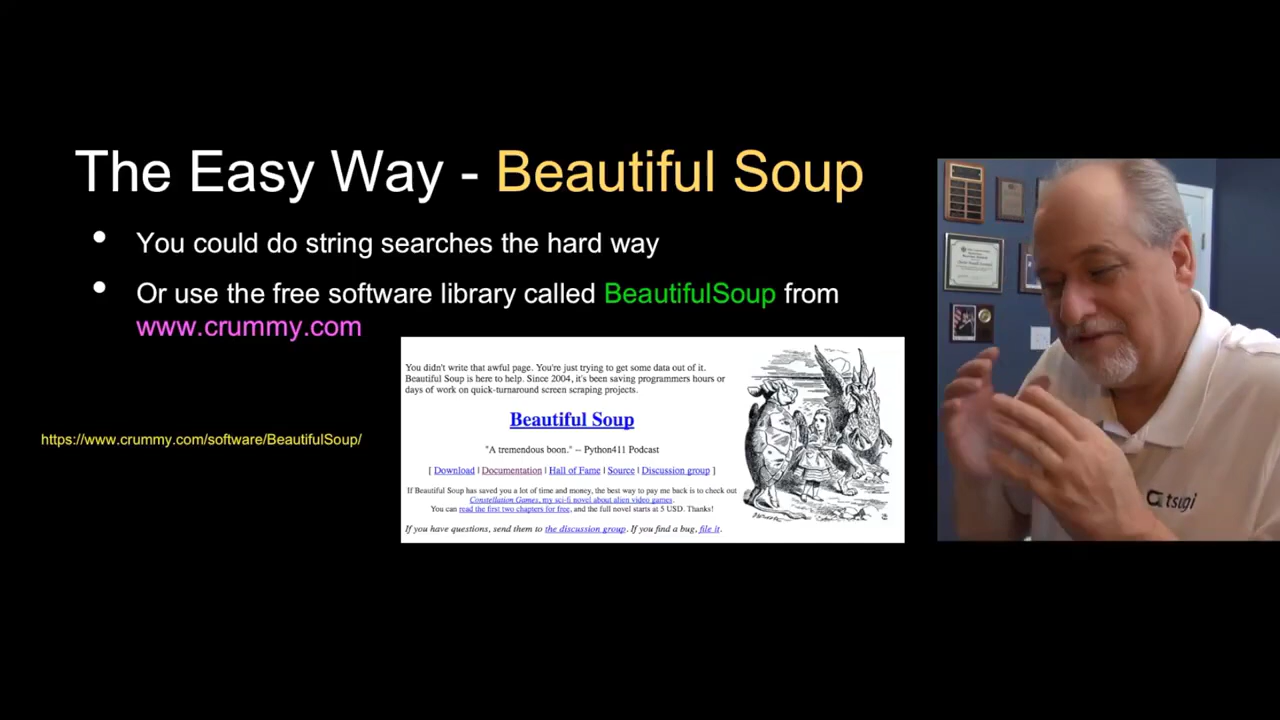 The Easy Way - Beautiful Soup
• You could do string searches the hard way
• Or use the free software library called BeautifulSoup from
www.crummy.com
https://www.crummy.com/software/BeautifulSoup/
You didn't write that awful page. You're just trying to get some data out of it.
Beautiful Soup is here to help. Since 2004, it's been saving programmers hours or
days of work on quick-turnaround screen scraping projects.
Beautiful Soup
"A tremendous boon." -- Python411 Podcast
[ Download | Documentation | Hall of Fame | Source | Discussion group ]
If Beautiful Soup has saved you a lot of time and money, the best way to pay me back is to check out
Constellation Games, my sci-fi novel about alien video games.
You can read the first two chapters for free, and the full novel starts at 5 USD. Thanks!
If you have questions, send them to the discussion group. If you find a bug, file it.
tsugi